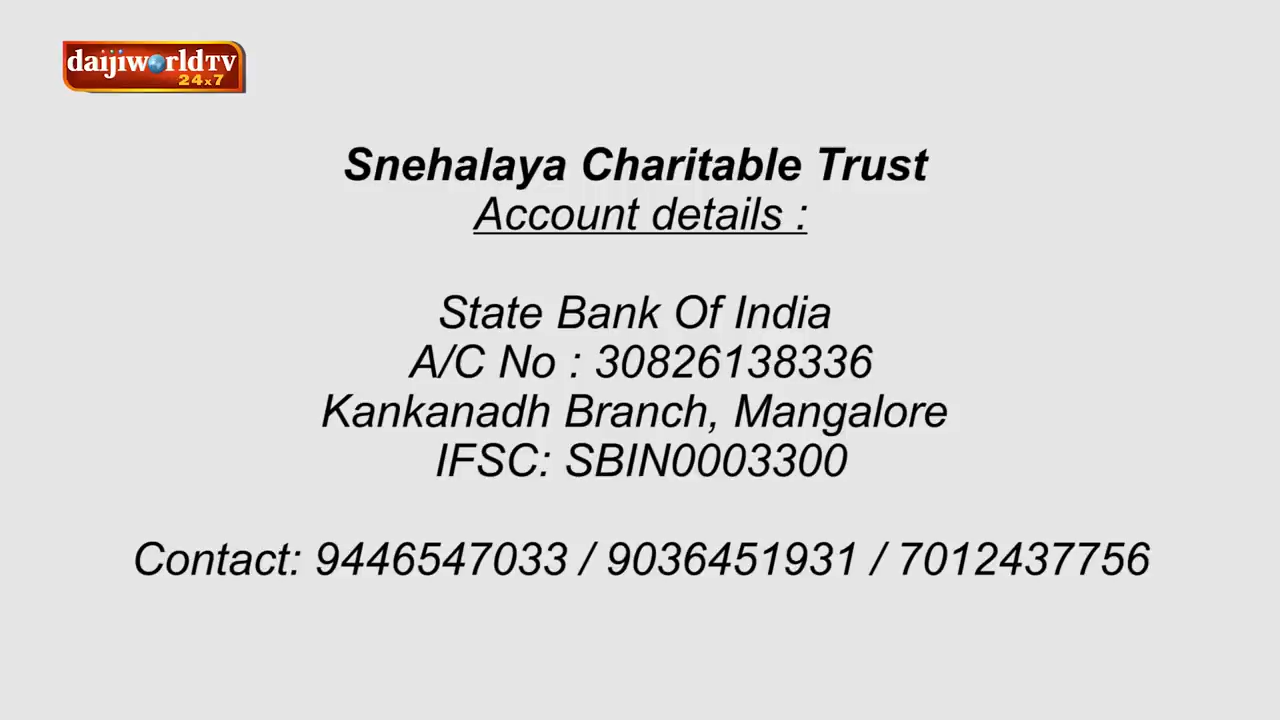 daijiworldTV
24x7
Snehalaya Charitable Trust
Account details :
State Bank Of India
A/C No : 30826138336
Kankanadh Branch, Mangalore
IFSC: SBIN0003300
Contact: 9446547033 / 9036451931 / 7012437756